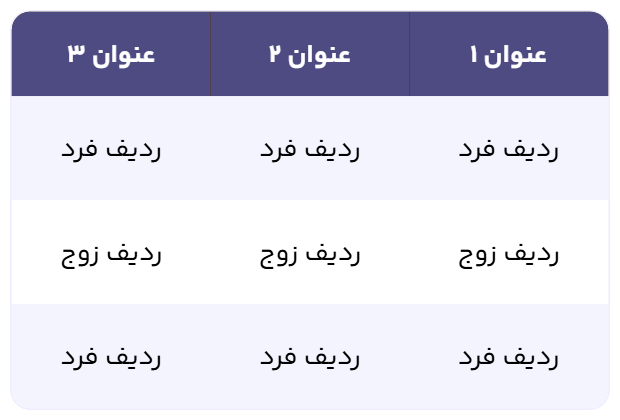 عنوان ۱ عنوان ۲ عنوان ۳
ردیف فرد ردیف فرد ردیف فرد
ردیف زوج ردیف زوج ردیف زوج
ردیف فرد ردیف فرد ردیف فرد